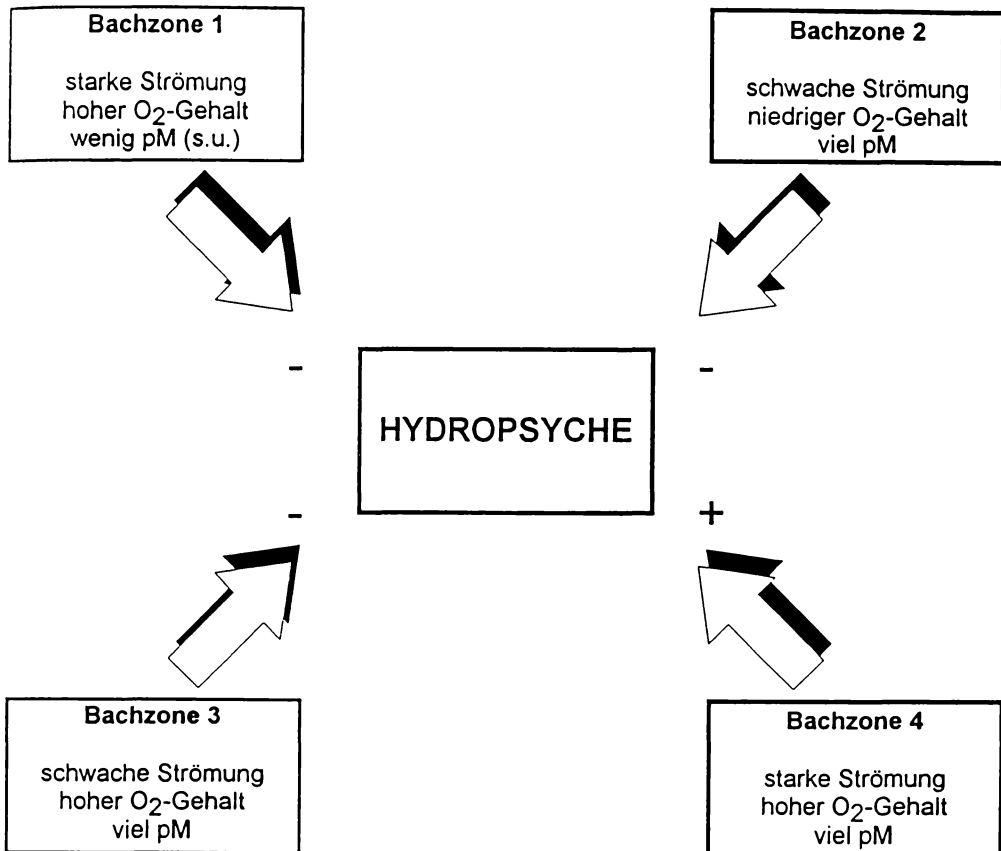 Bachzone 1
starke Strömung
hoher O2-Gehalt
wenig pM (s.u.)
Bachzone 2
schwache Strömung
niedriger O2-Gehalt
viel pM
-
-
HYDROPSYCHE
-
+
Bachzone 3
schwache Strömung
hoher O2-Gehalt
viel pM
Bachzone 4
starke Strömung
hoher O2-Gehalt
viel pM